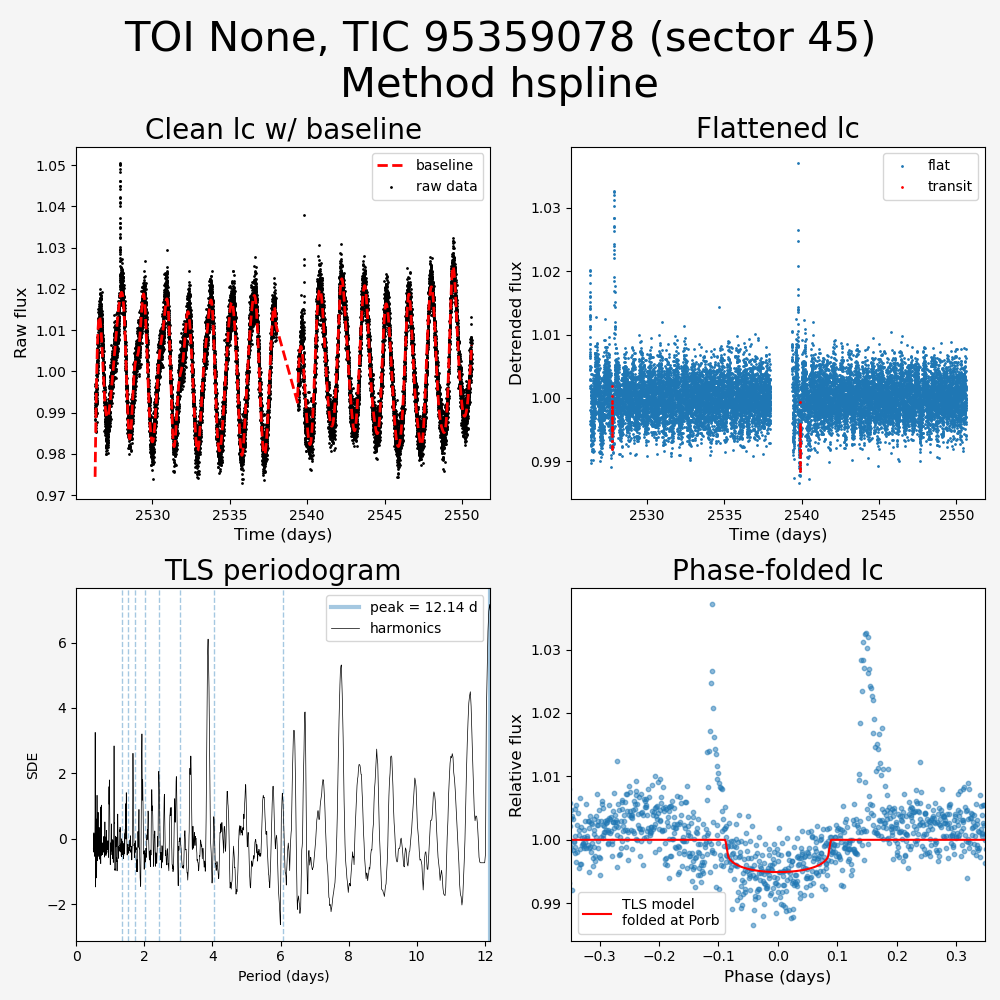 TOI None, TIC 95359078 (sector 45)
Method hspline
Clean lc w/ baseline
Raw flux
1.05
1.04
1.03
1.02
1.01
1.00
0.99
0.98
0.97
baseline
raw data
2530
2535
2540
2545
2550
Time (days)
Flattened lc
Detrended flux
1.03
1.02
1.01
1.00
0.99
flat
transit
2530
2535
2540
2545
2550
Time (days)
TLS periodogram
SDE
6
4
2
0
−2
peak = 12.14 d
harmonics
0
2
4
6
8
10
12
Period (days)
Phase-folded lc
Relative flux
1.03
1.02
1.01
1.00
0.99
TLS model
folded at Porb
−0.3
−0.2
−0.1
0.0
0.1
0.2
0.3
Phase (days)